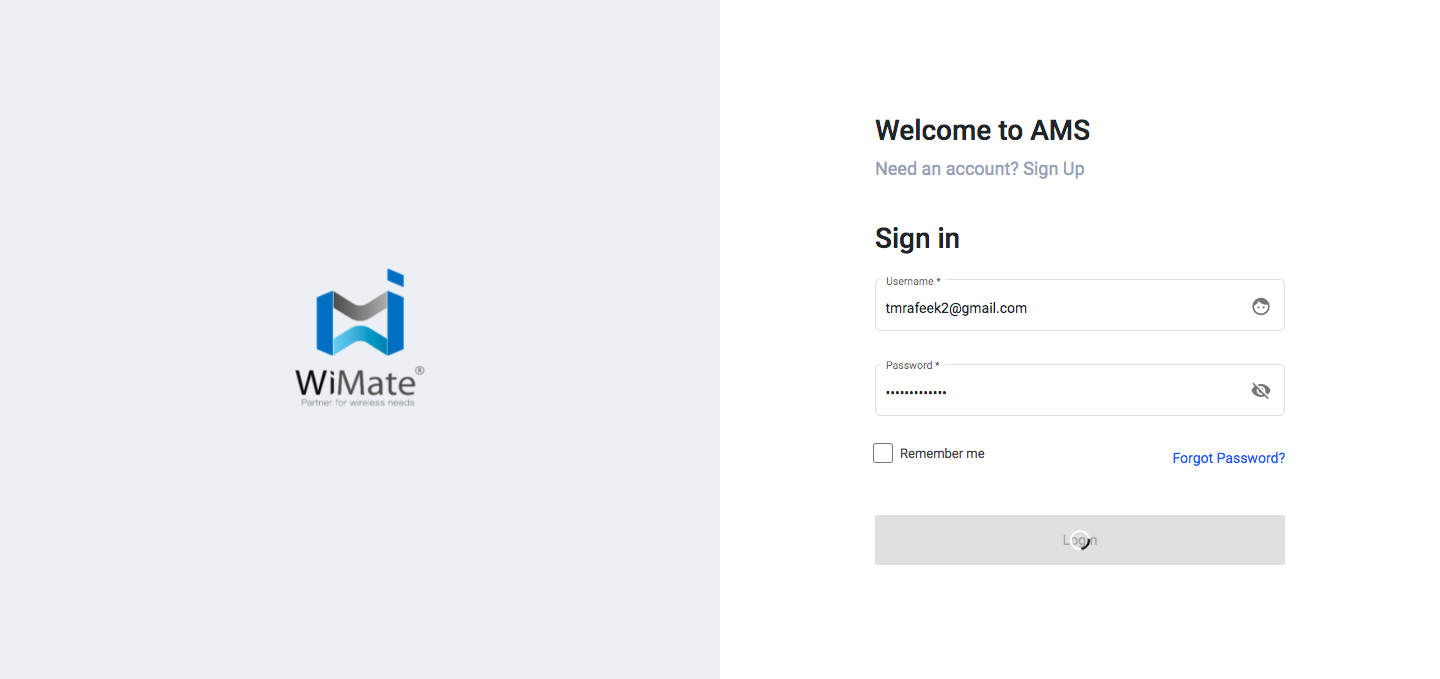 Welcome to AMS
Need an account? Sign Up
Sign in
Username *
tmrafeek2@gmail.com
Password *
•••••••••••••
Remember me
Forgot Password?
Login
WiMate®
Partner for wireless needs